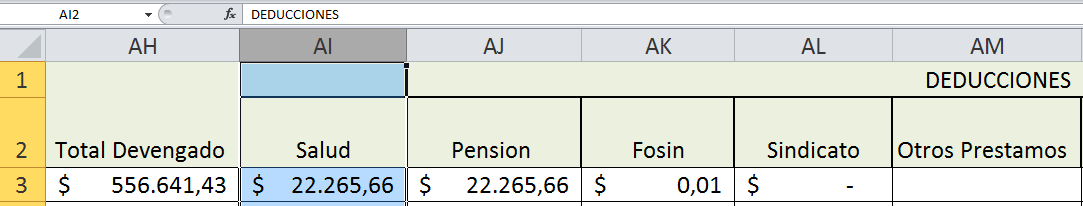 AI2 fx DEDUCCIONES
AH AI AJ AK AL AM
1 DEDUCCIONES
2 Total Devengado Salud Pension Fosin Sindicato Otros Prestamos
3 $ 556.641,43 $ 22.265,66 $ 22.265,66 $ 0,01 $ -